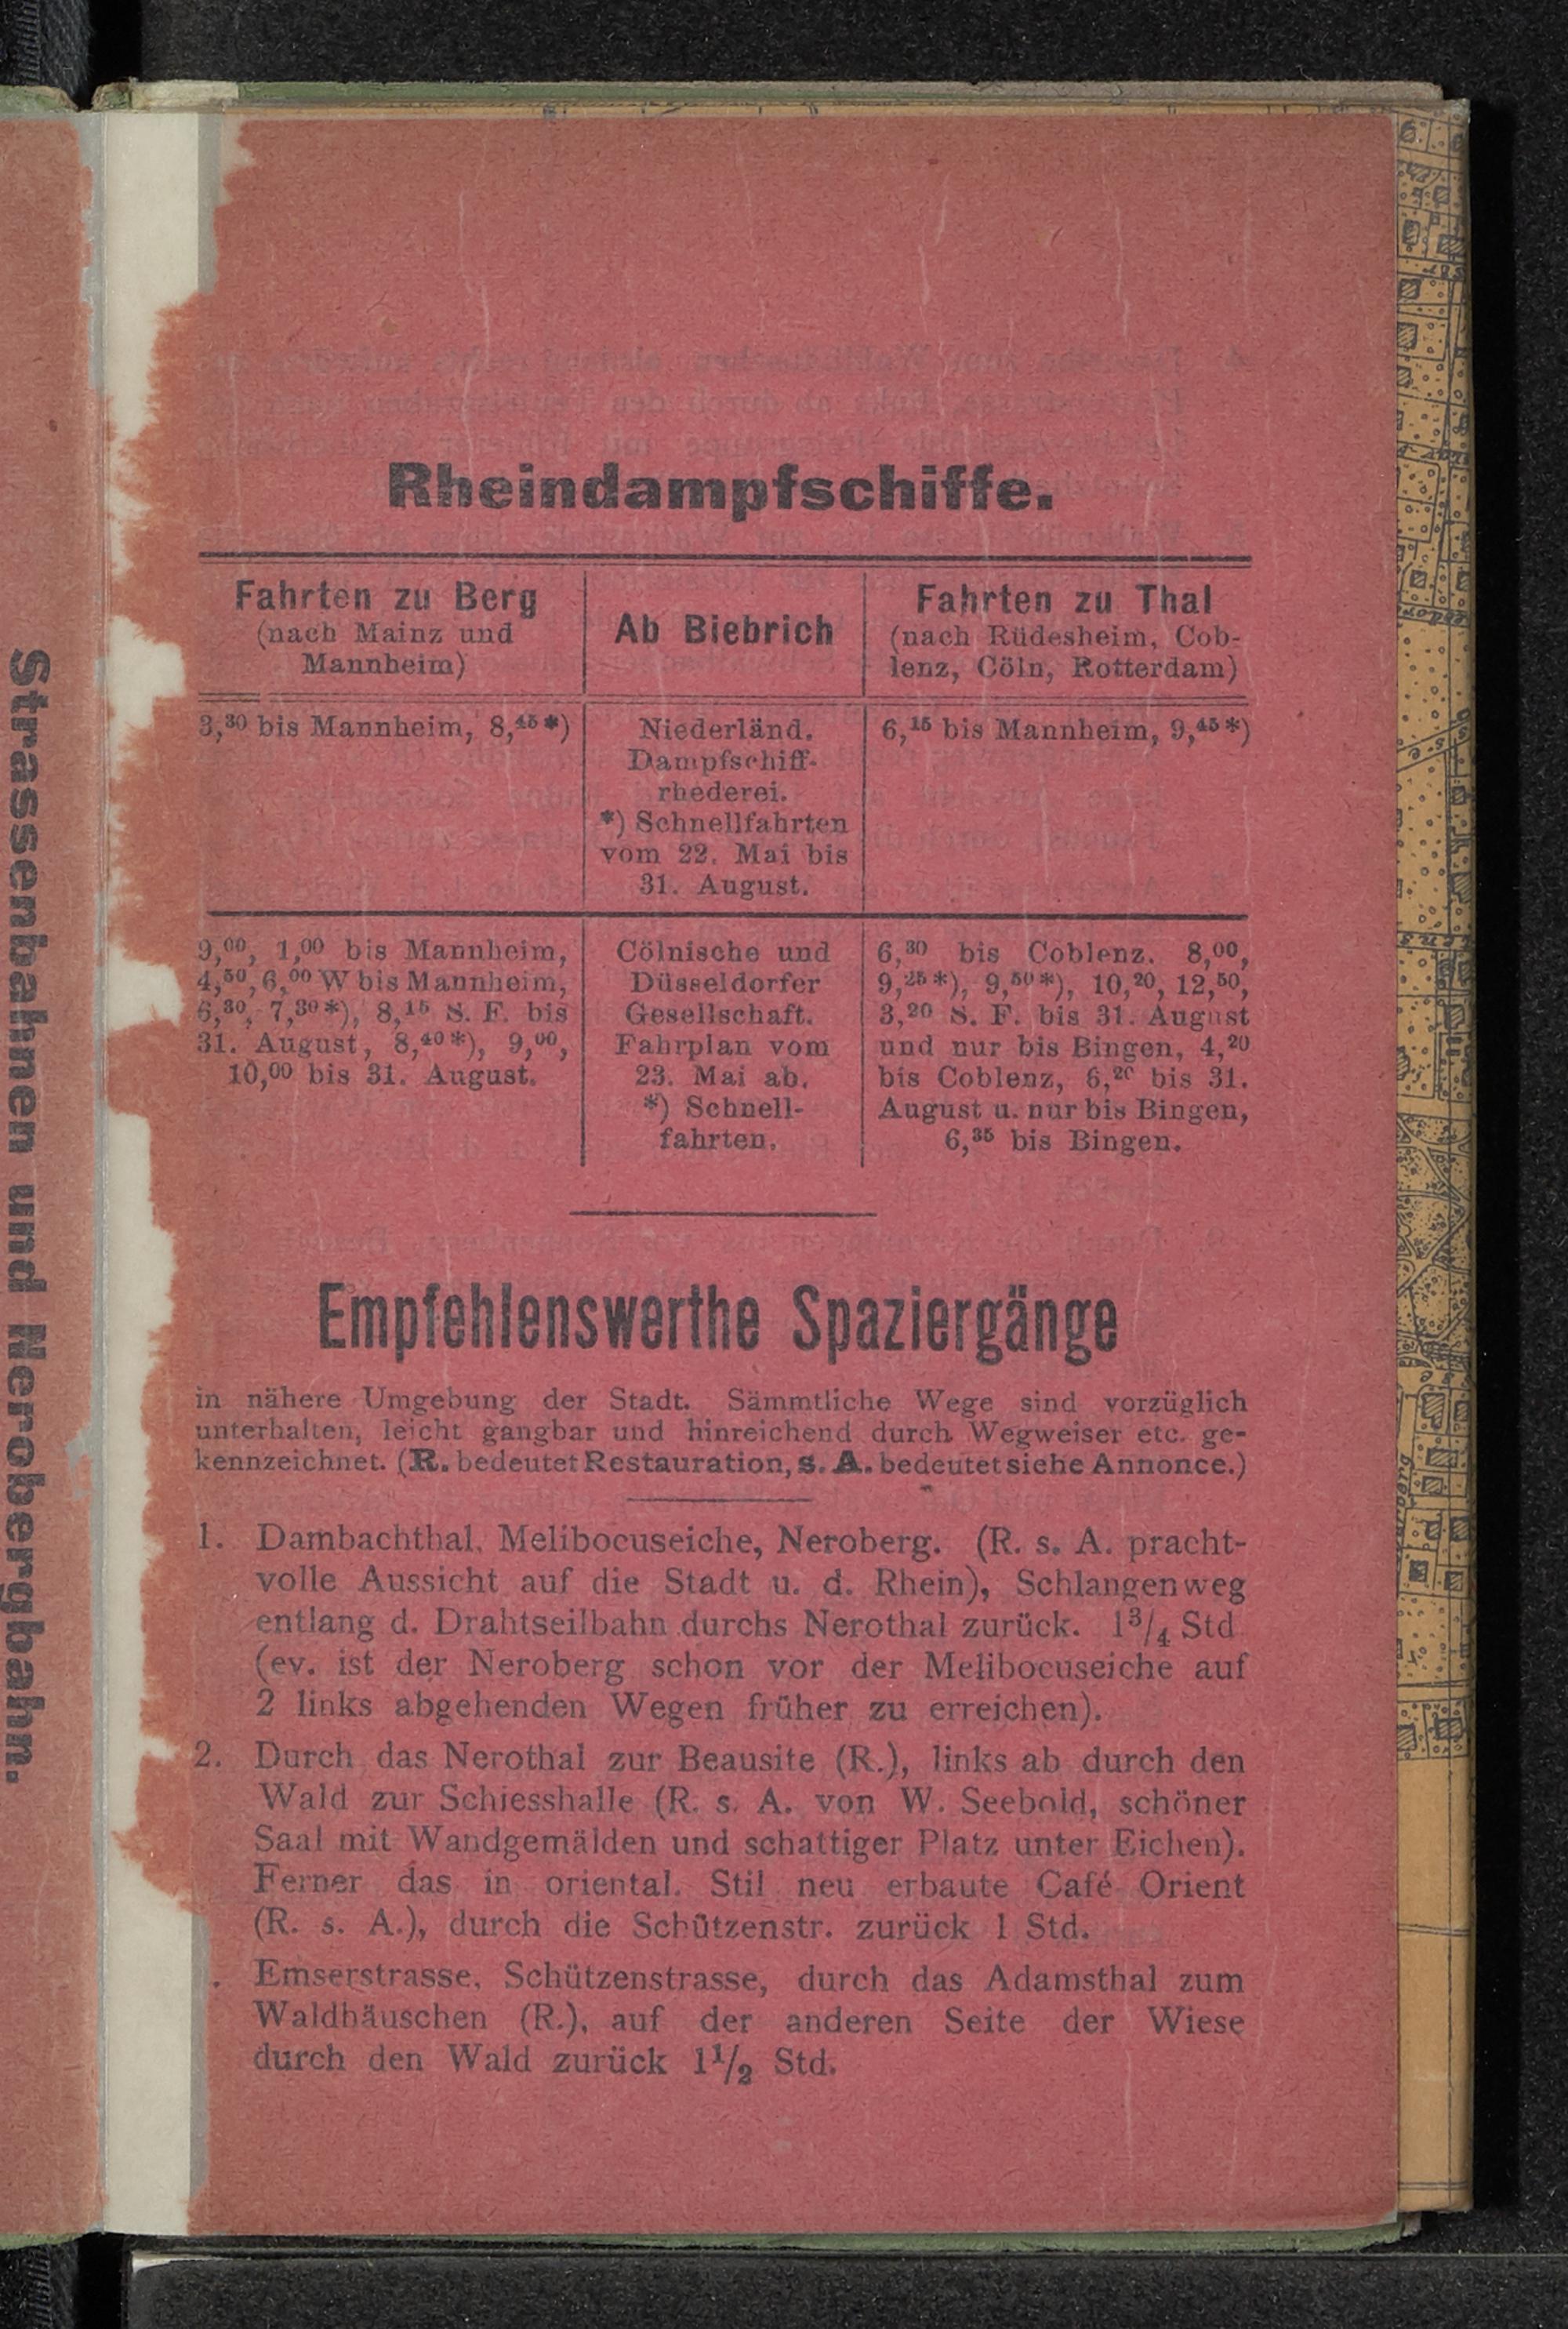 Strassenbahnen und Nerobergbahn.
Rheindampfschiffe.
Fahrten zu Berg
(nach Mainz und
Mannheim)
Ab Biebrich
Fahrten zu Thal
(nach Rüdesheim, Cob-
lenz, Cöln, Rotterdam)
3,30 bis Mannheim, 8,45*)
Niederländ.
Dampfschiff-
rhederei.
*) Schnellfahrten
vom 22. Mai bis
31. August.
6,15 bis Mannheim, 9,45*)
9,00, 1,00 bis Mannheim,
4,50, 6,00 W bis Mannheim,
6,30, 7,30*), 8,15 S. F. bis
31. August, 8,40*), 9,00,
10,00 bis 31. August.
Cölnische und
Düsseldorfer
Gesellschaft.
Fahrplan vom
23. Mai ab.
*) Schnell-
fahrten.
6,30 bis Coblenz. 8,00,
9,25*), 9,50*), 10,20, 12,50,
3,20 S. F. bis 31. August
und nur bis Bingen, 4,20
bis Coblenz, 6,20 bis 31.
August u. nur bis Bingen,
6,35 bis Bingen.
Empfehlenswerthe Spaziergänge
in nähere Umgebung der Stadt. Sämmtliche Wege sind vorzüglich
unterhalten, leicht gangbar und hinreichend durch Wegweiser etc. ge-
kennzeichnet. (R. bedeutet Restauration, s. A. bedeutet siehe Annonce.)
1. Dambachthal, Melibocuseiche, Neroberg. (R. s. A. pracht-
volle Aussicht auf die Stadt u. d. Rhein), Schlangenweg
entlang d. Drahtseilbahn durchs Nerothal zurück. 1 3/4 Std
(ev. ist der Neroberg schon vor der Melibocuseiche auf
2 links abgehenden Wegen früher zu erreichen).
2. Durch das Nerothal zur Beausite (R.), links ab durch den
Wald zur Schiesshalle (R. s. A. von W. Seebold, schöner
Saal mit Wandgemälden und schattiger Platz unter Eichen).
Ferner das in oriental. Stil neu erbaute Café Orient
(R. s. A.), durch die Schützenstr. zurück 1 Std.
. Emserstrasse, Schützenstrasse, durch das Adamsthal zum
Waldhäuschen (R.), auf der anderen Seite der Wiese
durch den Wald zurück 1 1/2 Std.